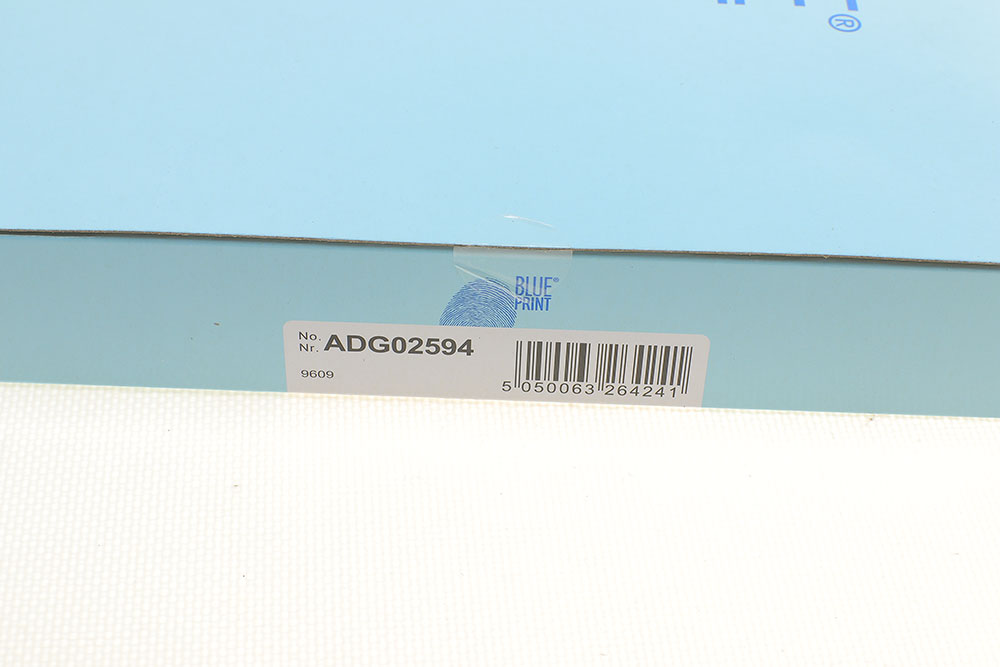 ®
BLUE®
PRINT
No.
Nr. ADG02594
9609
5 050063 264241